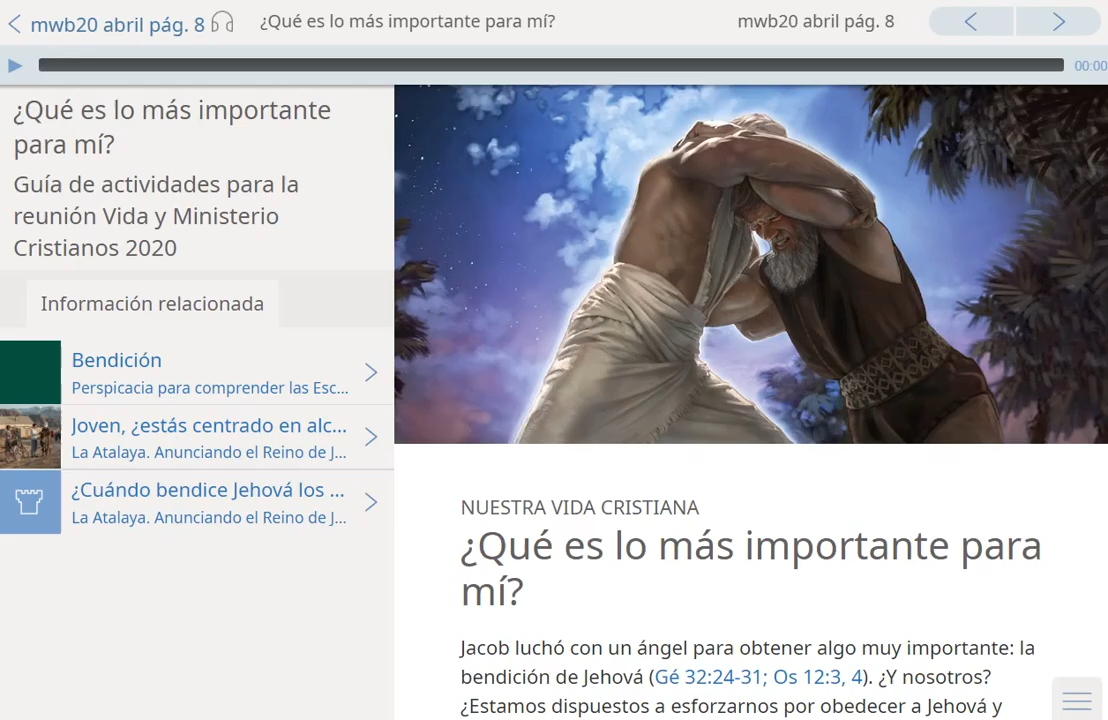 mwb20 abril pág. 8
¿Qué es lo más importante para mí?
mwb20 abril pág. 8
00:00
¿Qué es lo más importante
para mí?
Guía de actividades para la
reunión Vida y Ministerio
Cristianos 2020
Información relacionada
Bendición
Perspicacia para comprender las Esc...
Joven, ¿estás centrado en alc...
La Atalaya. Anunciando el Reino de J...
¿Cuándo bendice Jehová los ...
La Atalaya. Anunciando el Reino de J...
NUESTRA VIDA CRISTIANA
¿Qué es lo más importante para
mí?
Jacob luchó con un ángel para obtener algo muy importante: la
bendición de Jehová (Gé 32:24-31; Os 12:3, 4). ¿Y nosotros?
¿Estamos dispuestos a esforzarnos por obedecer a Jehová y